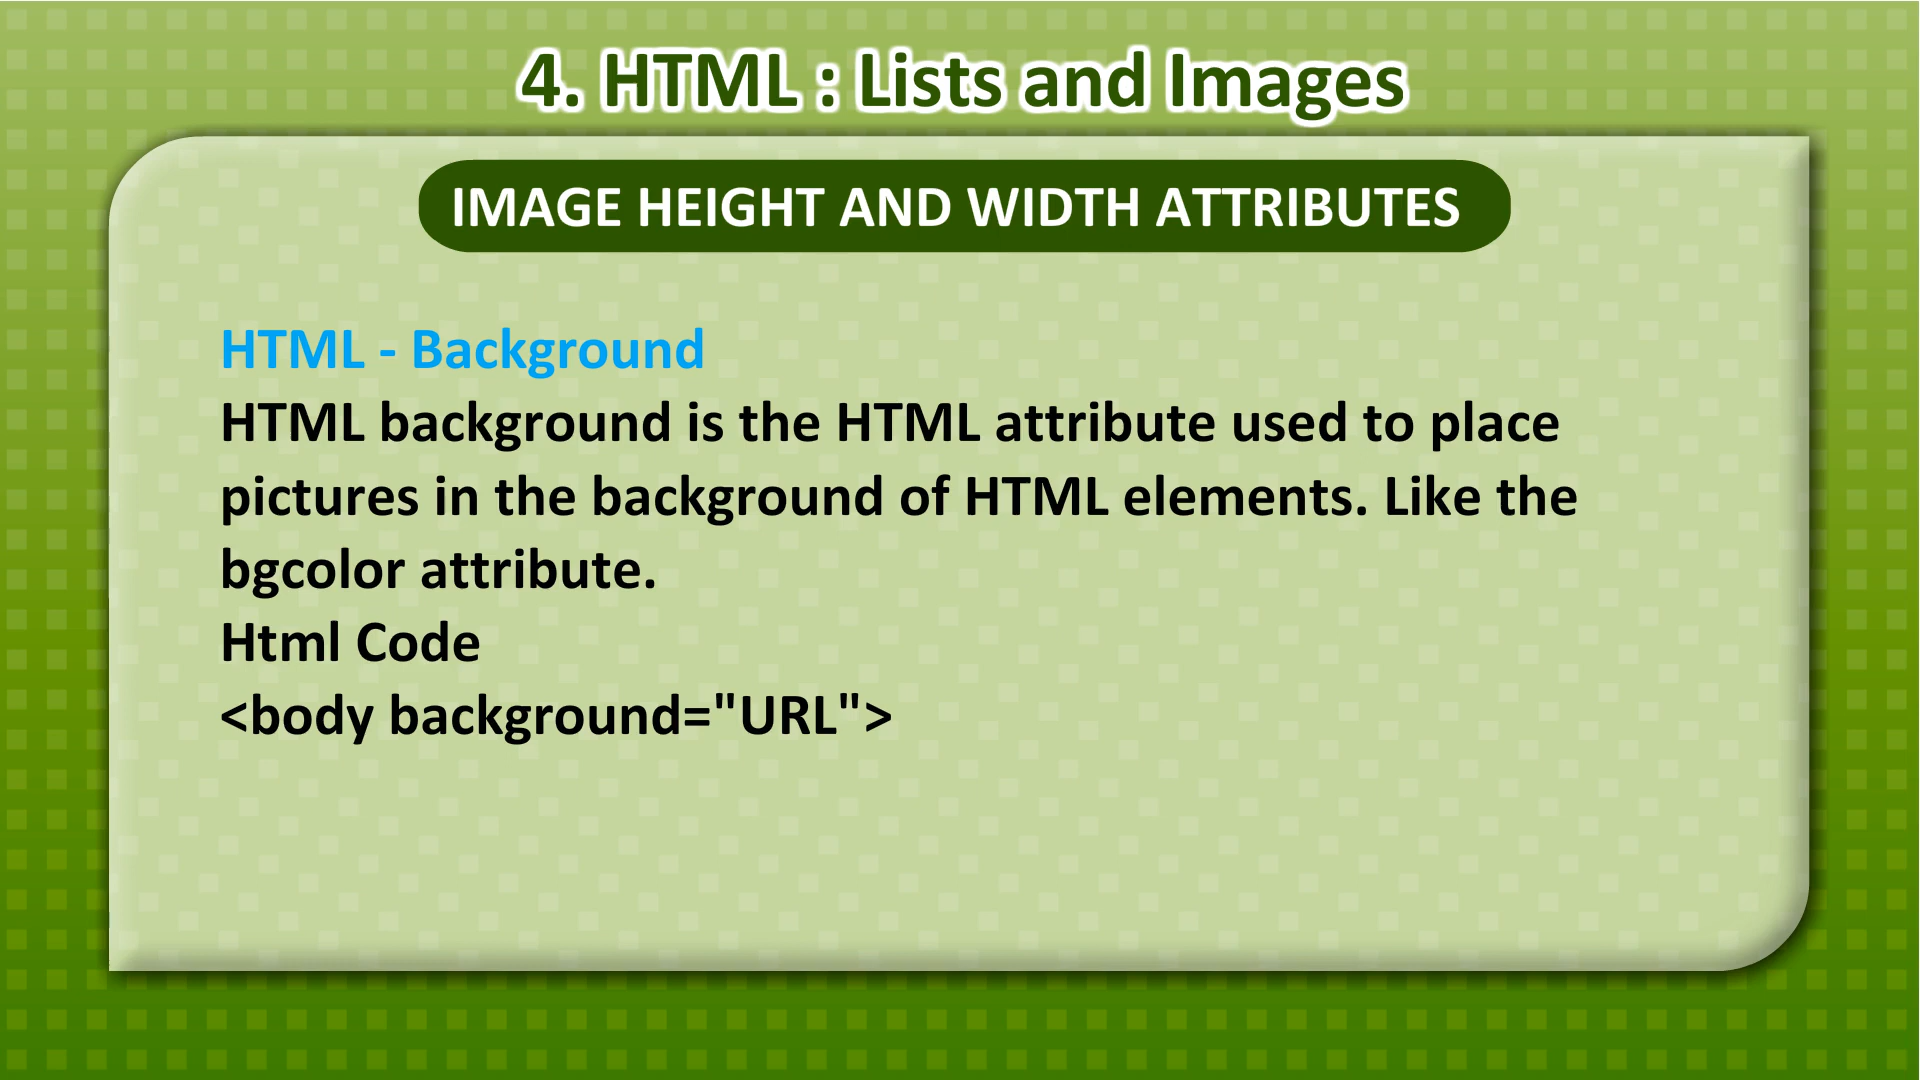 4. HTML : Lists and Images
IMAGE HEIGHT AND WIDTH ATTRIBUTES
HTML - Background
HTML background is the HTML attribute used to place
pictures in the background of HTML elements. Like the
bgcolor attribute.
Html Code
<body background="URL">